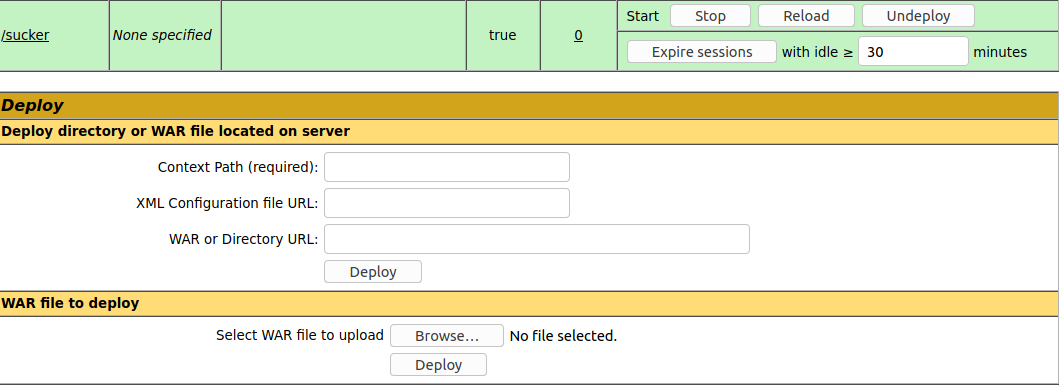 /sucker None specified true 0 Start Stop Reload Undeploy
Expire sessions with idle ≥ 30 minutes
Deploy
Deploy directory or WAR file located on server
Context Path (required):
XML Configuration file URL:
WAR or Directory URL:
Deploy
WAR file to deploy
Select WAR file to upload Browse... No file selected.
Deploy